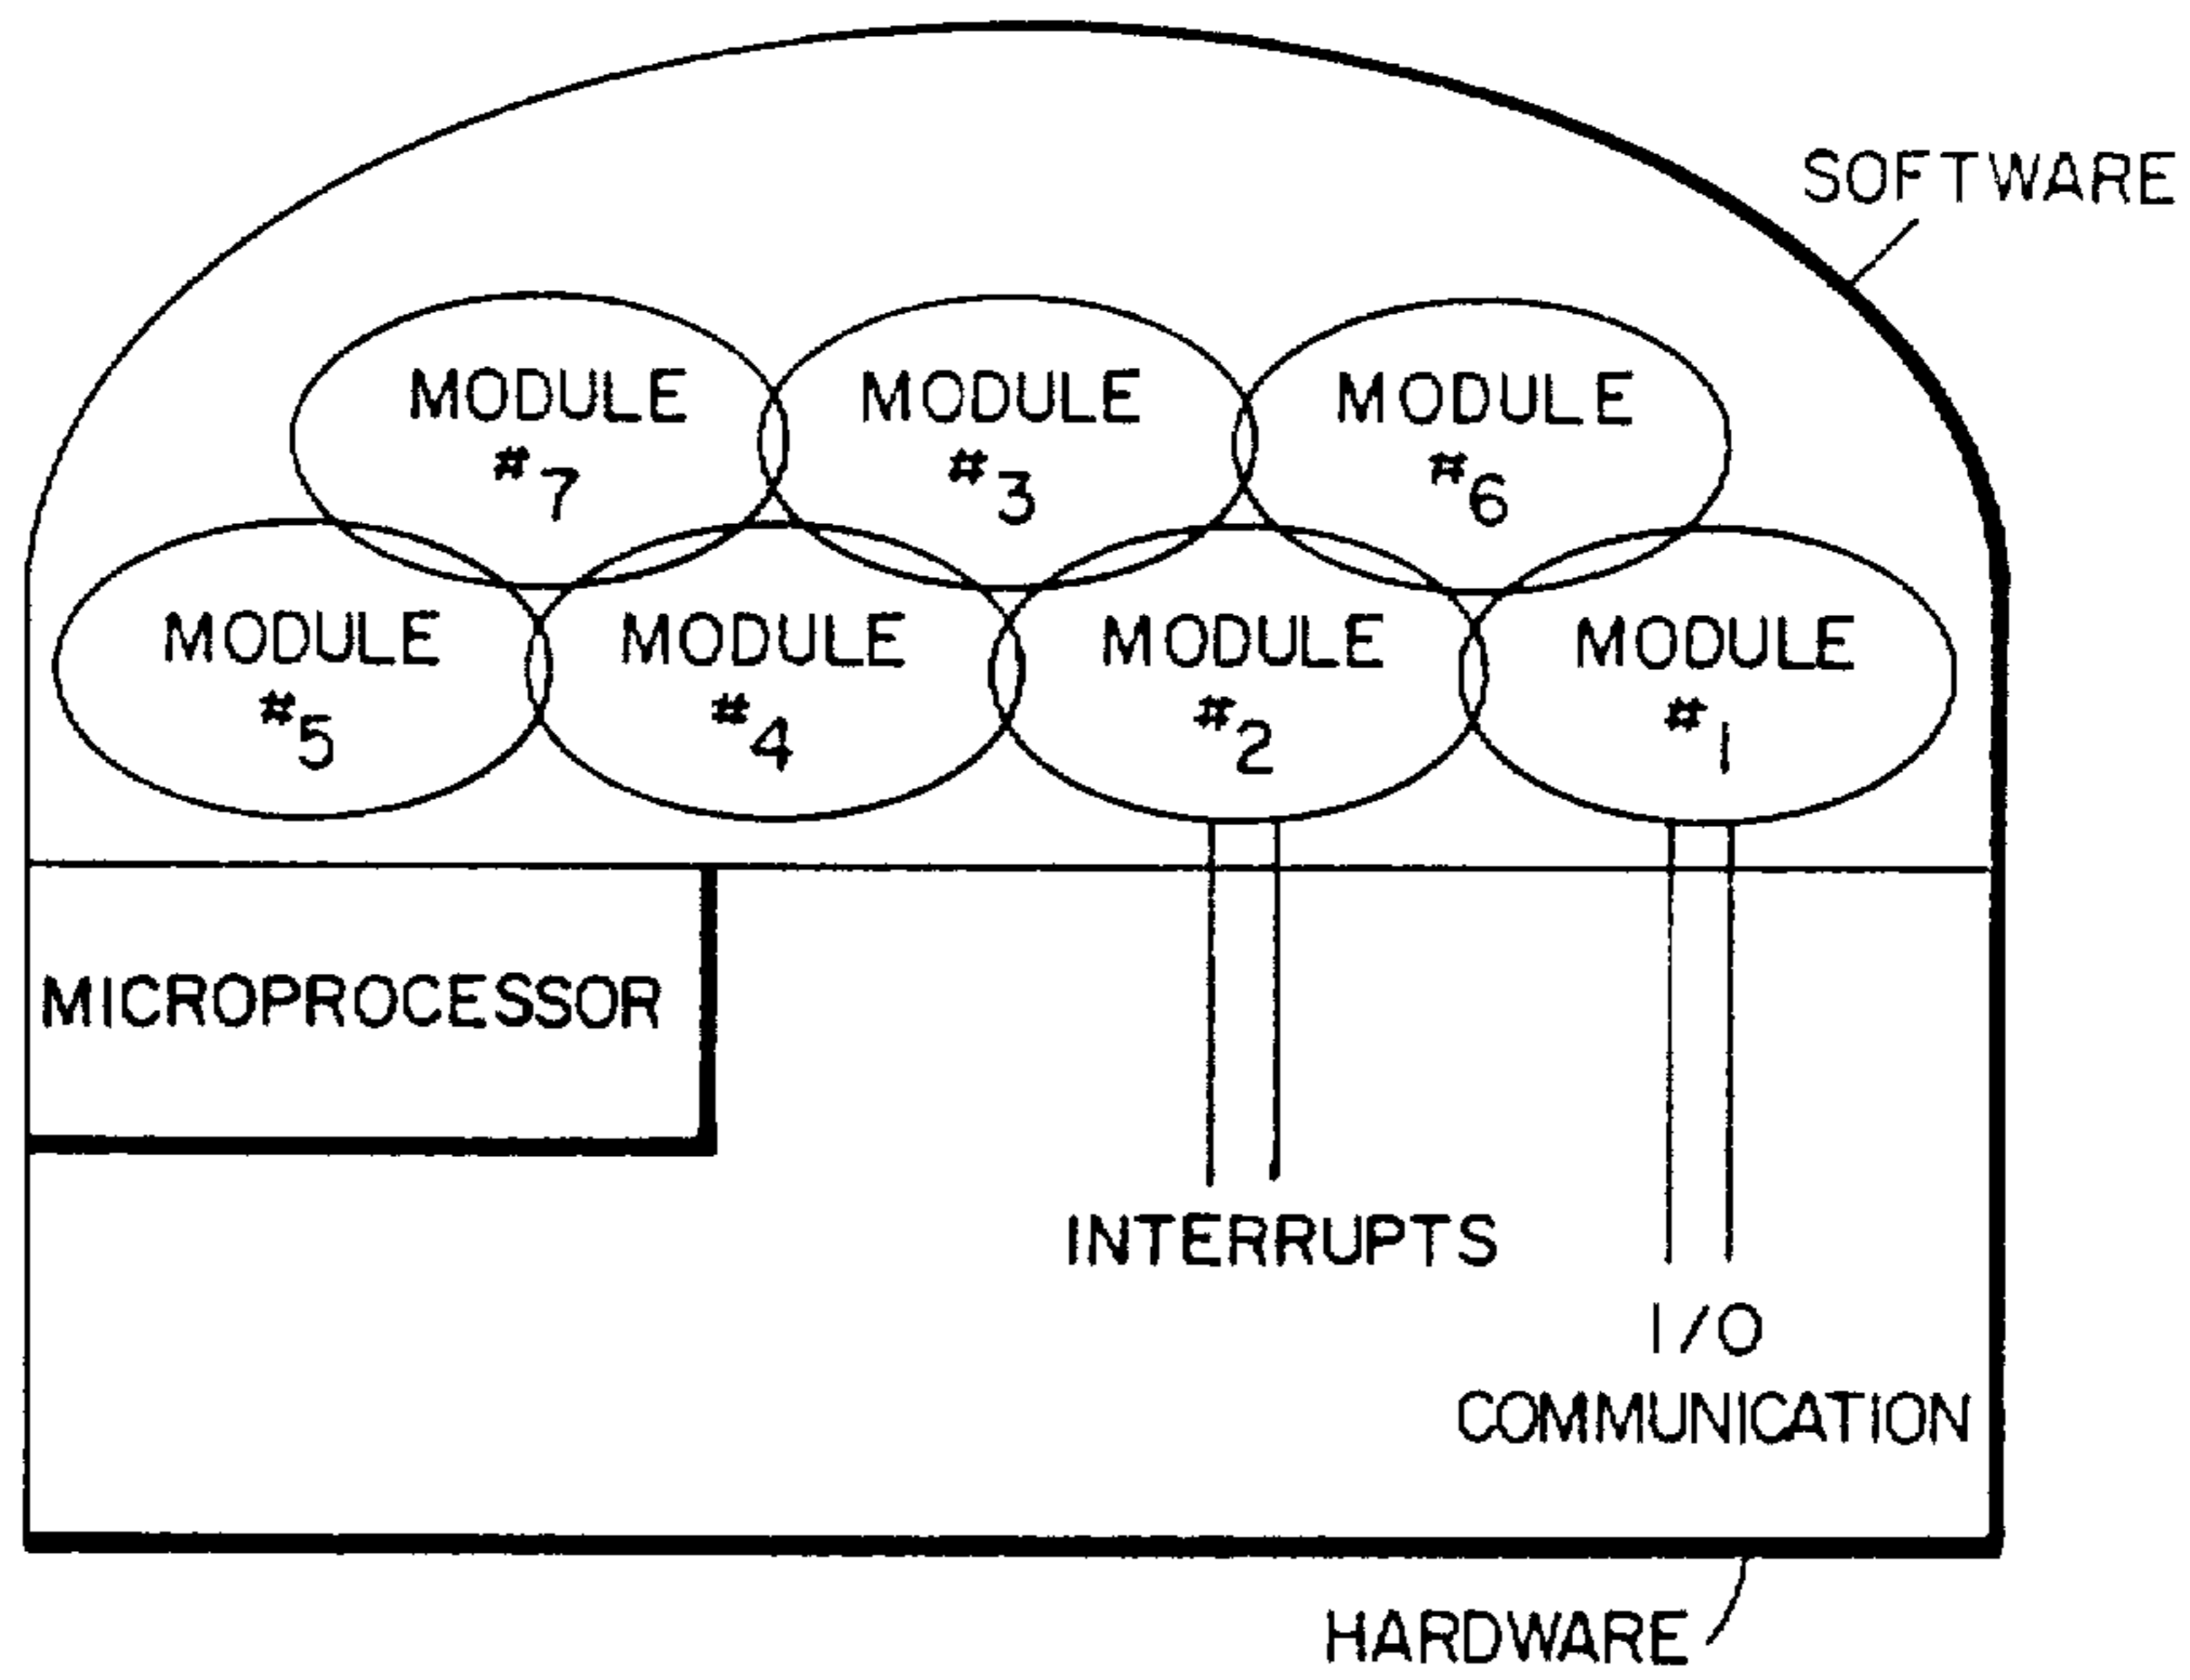 SOFTWARE
MODULE
#7
MODULE
#3
MODULE
#6
MODULE
#5
MODULE
#4
MODULE
#2
MODULE
#1
MICROPROCESSOR
INTERRUPTS
I/O
COMMUNICATION
HARDWARE